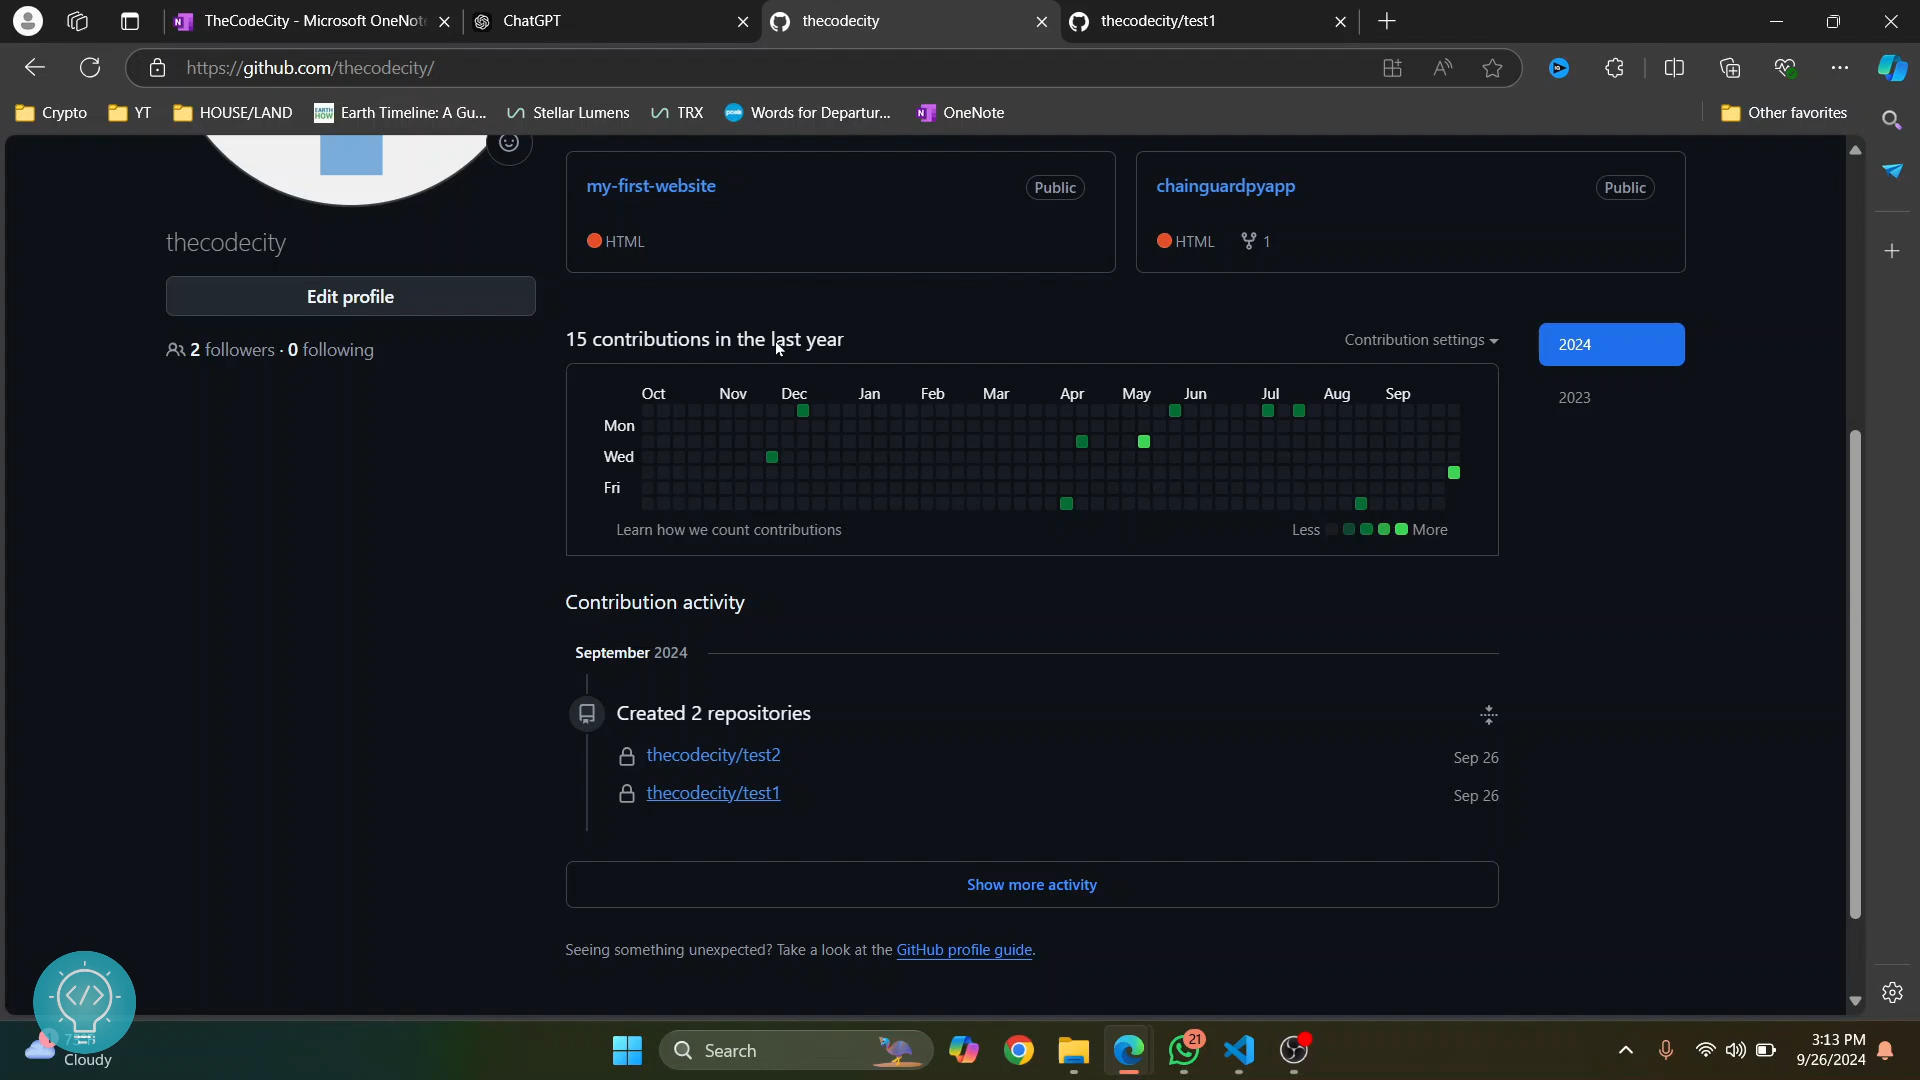 TheCodeCity - Microsoft OneNote
ChatGPT
thecodecity
thecodecity/test1
https://github.com/thecodecity/
Crypto
YT
HOUSE/LAND
EARTH HOW
Earth Timeline: A Gu...
Stellar Lumens
TRX
Words for Departur...
OneNote
Other favorites
my-first-website
Public
HTML
chainguardpyapp
Public
HTML
1
thecodecity
Edit profile
2 followers · 0 following
15 contributions in the last year
Contribution settings
2024
2023
Oct Nov Dec Jan Feb Mar Apr May Jun Jul Aug Sep
Mon
Wed
Fri
Learn how we count contributions
Less
More
Contribution activity
September 2024
Created 2 repositories
thecodecity/test2
Sep 26
thecodecity/test1
Sep 26
Show more activity
Seeing something unexpected? Take a look at the GitHub profile guide.
</>
Cloudy
Search
21
3:13 PM
9/26/2024